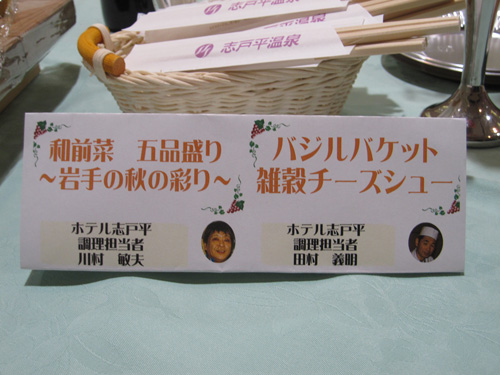 志戸平温泉
志戸平温泉
和前菜 五品盛り
～岩手の秋の彩り～
ホテル志戸平
調理担当者
川村 敏夫
バジルバケット
雑穀チーズシュー
ホテル志戸平
調理担当者
田村 義明